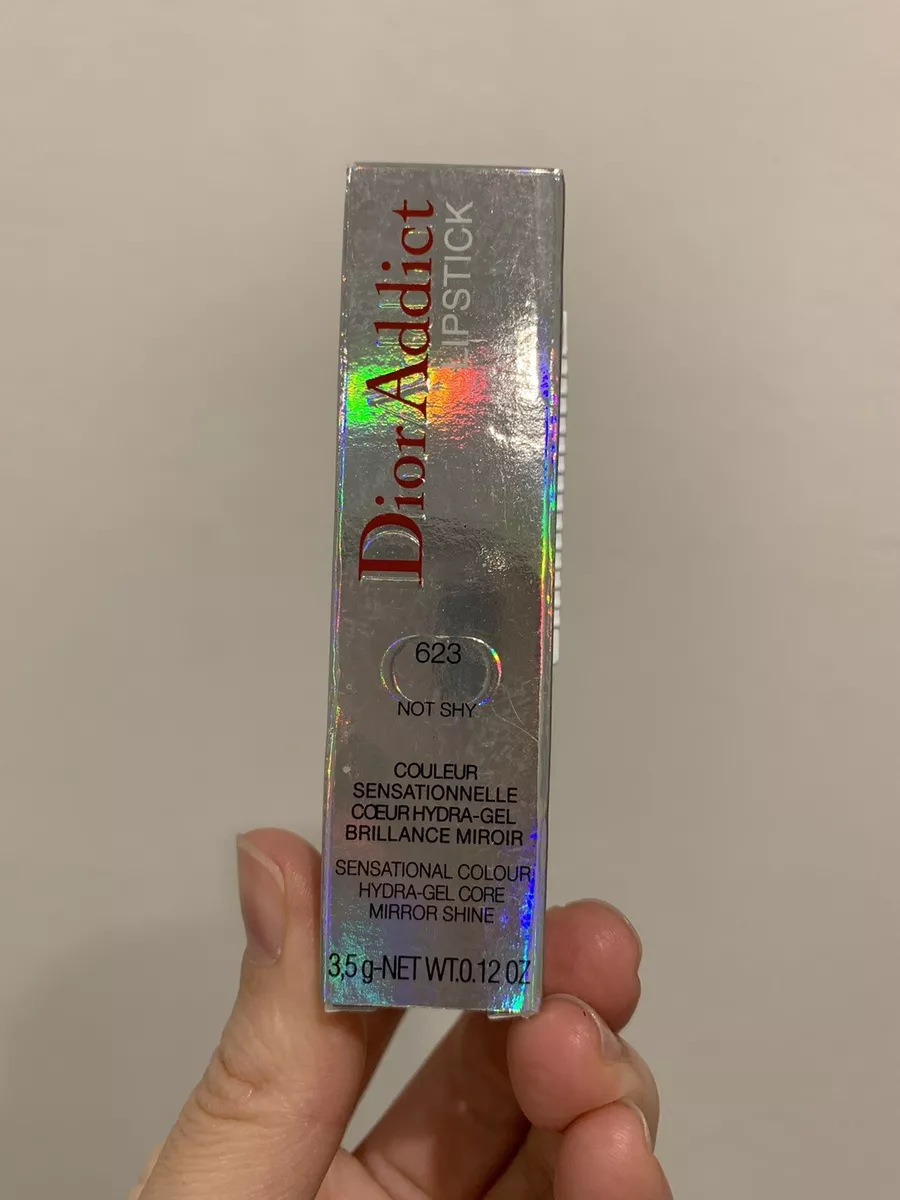 Dior Addict
LIPSTICK
623
NOT SHY
COULEUR
SENSATIONNELLE
CŒUR HYDRA-GEL
BRILLANCE MIROIR
SENSATIONAL COLOUR
HYDRA-GEL CORE
MIRROR SHINE
3,5 g-NET WT.0.12 OZ